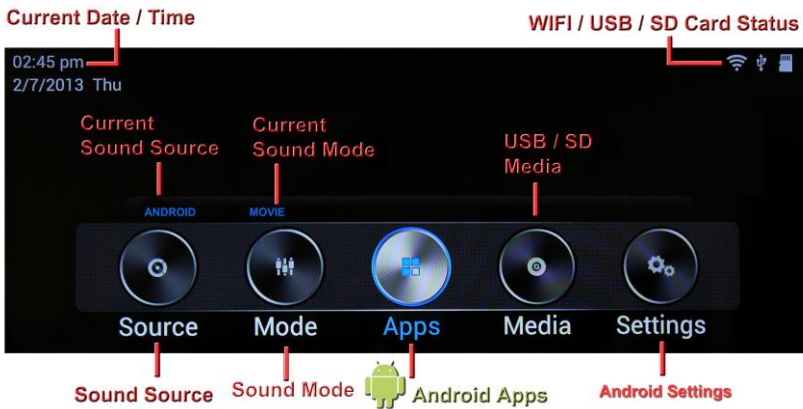 Current Date / Time
WIFI / USB / SD Card Status
02:45 pm
2/7/2013 Thu
Current
Sound Source
Current
Sound Mode
USB / SD
Media
ANDROID
MOVIE
Source
Mode
Apps
Media
Settings
Sound Source
Sound Mode
Android Apps
Android Settings